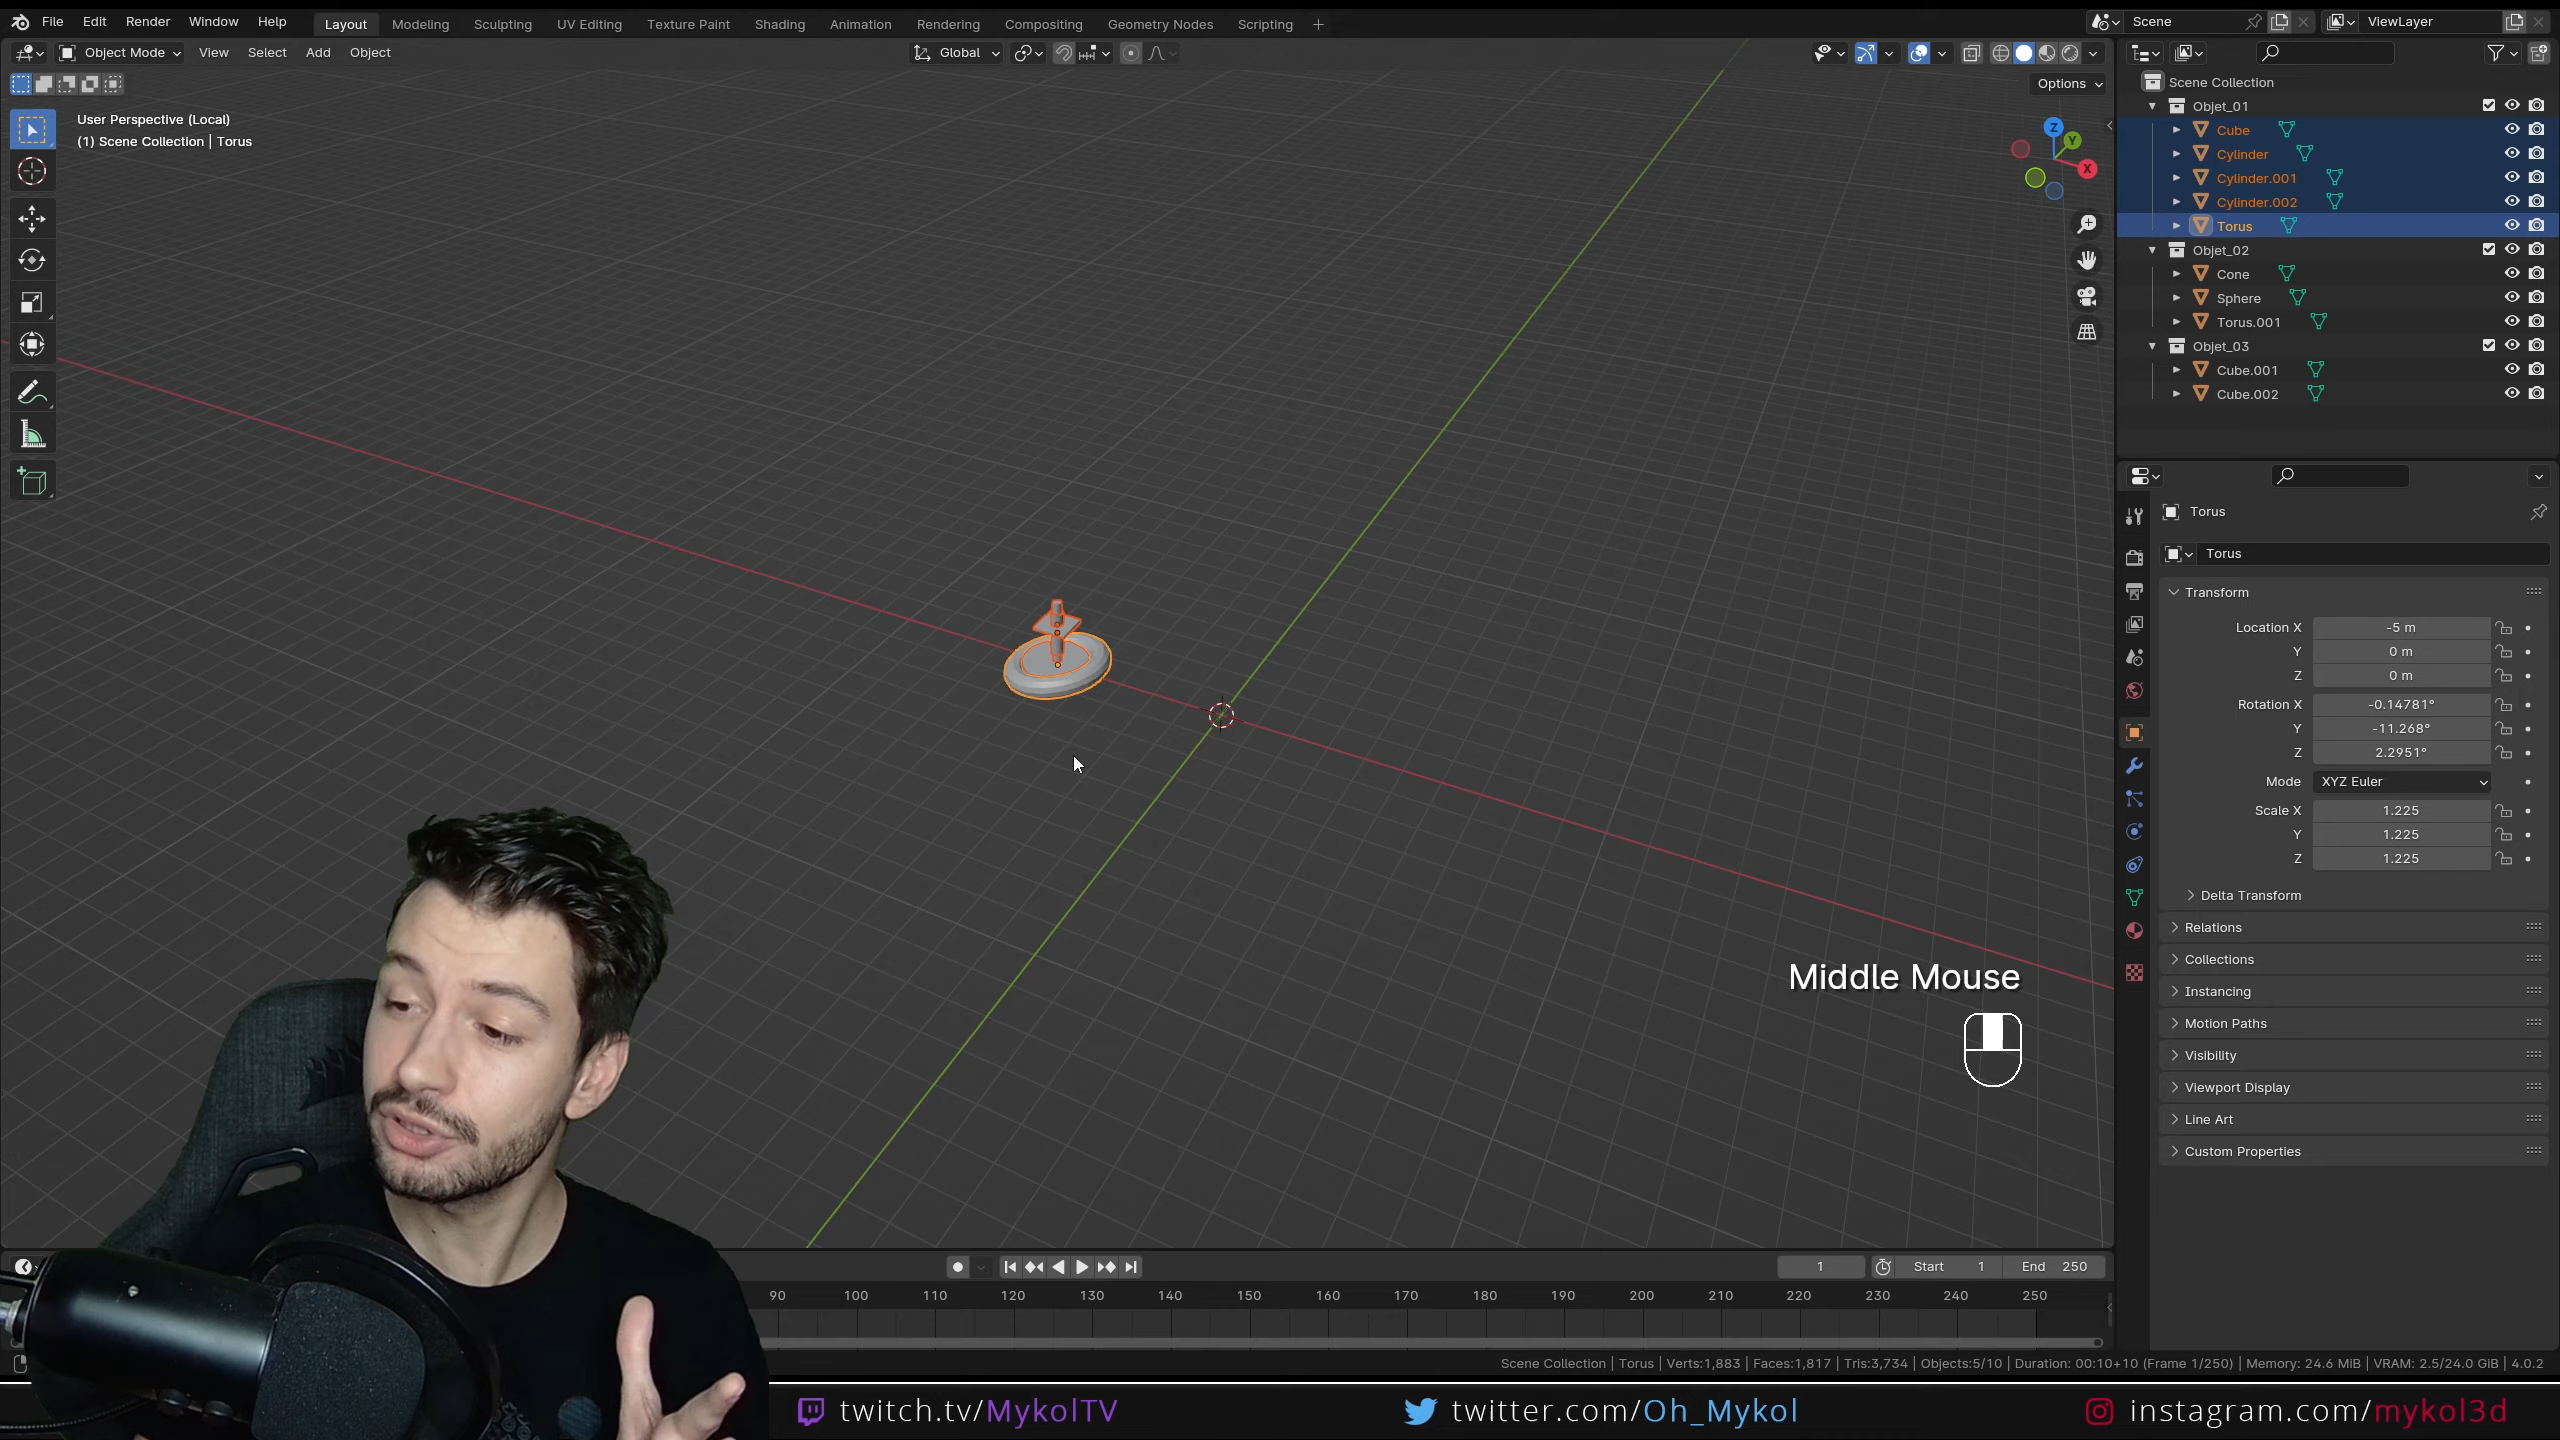 File Edit Render Window Help Layout Modeling Sculpting UV Editing Texture Paint Shading Animation Rendering Compositing Geometry Nodes Scripting + Scene ViewLayer
Object Mode View Select Add Object Global
Options
User Perspective (Local)
(1) Scene Collection | Torus
Z
Y
X
Scene Collection
Objet_01
Cube
Cylinder
Cylinder.001
Cylinder.002
Torus
Objet_02
Cone
Sphere
Torus.001
Objet_03
Cube.001
Cube.002
Torus
Torus
Transform
Location X -5 m
Y 0 m
Z 0 m
Rotation X -0.14781°
Y -11.268°
Z 2.2951°
Mode XYZ Euler
Scale X 1.225
Y 1.225
Z 1.225
Delta Transform
Relations
Collections
Instancing
Motion Paths
Visibility
Viewport Display
Line Art
Custom Properties
Middle Mouse
1 Start 1 End 250
90 100 110 120 130 140 150 160 170 180 190 200 210 220 230 240 250
Scene Collection | Torus | Verts:1,883 | Faces:1,817 | Tris:3,734 | Objects:5/10 | Duration: 00:10+10 (Frame 1/250) | Memory: 24.6 MiB | VRAM: 2.5/24.0 GiB | 4.0.2
twitch.tv/MykolTV twitter.com/Oh_Mykol instagram.com/mykol3d